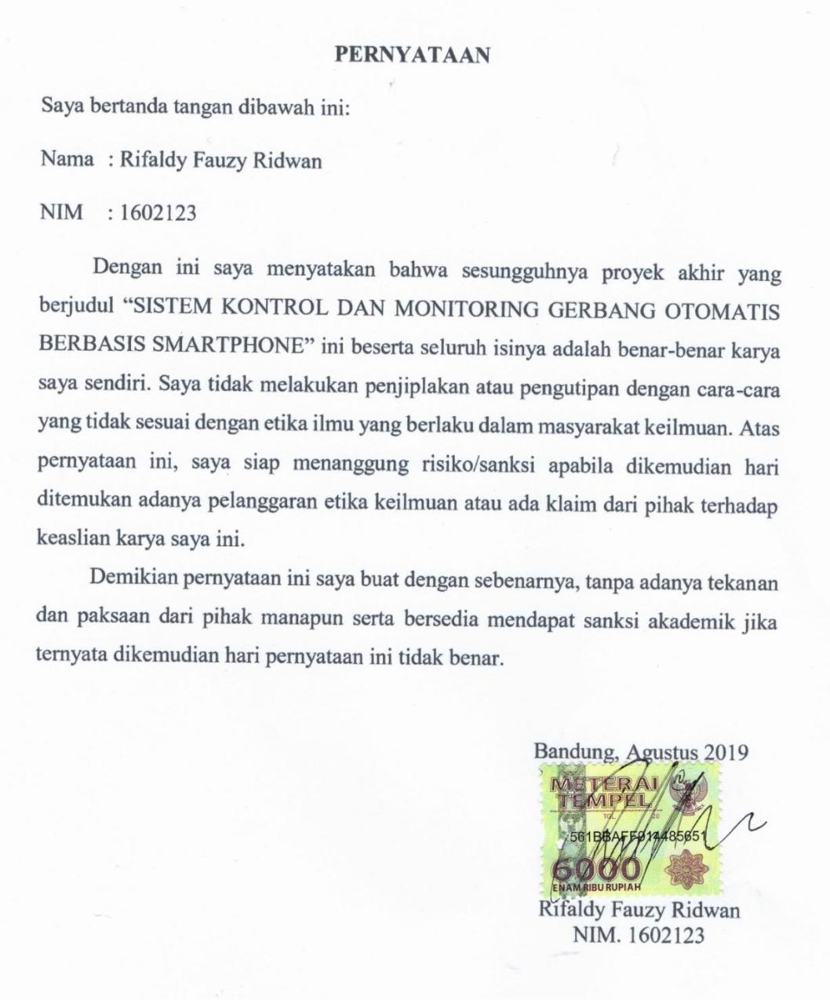 PERNYATAAN
Saya bertanda tangan dibawah ini:
Nama : Rifaldy Fauzy Ridwan
NIM : 1602123
Dengan ini saya menyatakan bahwa sesungguhnya proyek akhir yang
berjudul “SISTEM KONTROL DAN MONITORING GERBANG OTOMATIS
BERBASIS SMARTPHONE” ini beserta seluruh isinya adalah benar-benar karya
saya sendiri. Saya tidak melakukan penjiplakan atau pengutipan dengan cara-cara
yang tidak sesuai dengan etika ilmu yang berlaku dalam masyarakat keilmuan. Atas
pernyataan ini, saya siap menanggung risiko/sanksi apabila dikemudian hari
ditemukan adanya pelanggaran etika keilmuan atau ada klaim dari pihak terhadap
keaslian karya saya ini.
Demikian pernyataan ini saya buat dengan sebenarnya, tanpa adanya tekanan
dan paksaan dari pihak manapun serta bersedia mendapat sanksi akademik jika
ternyata dikemudian hari pernyataan ini tidak benar.
Bandung, Agustus 2019
METERAI
TEMPEL
TGL. 20
6000
ENAM RIBU RUPIAH
Rifaldy Fauzy Ridwan
NIM. 1602123